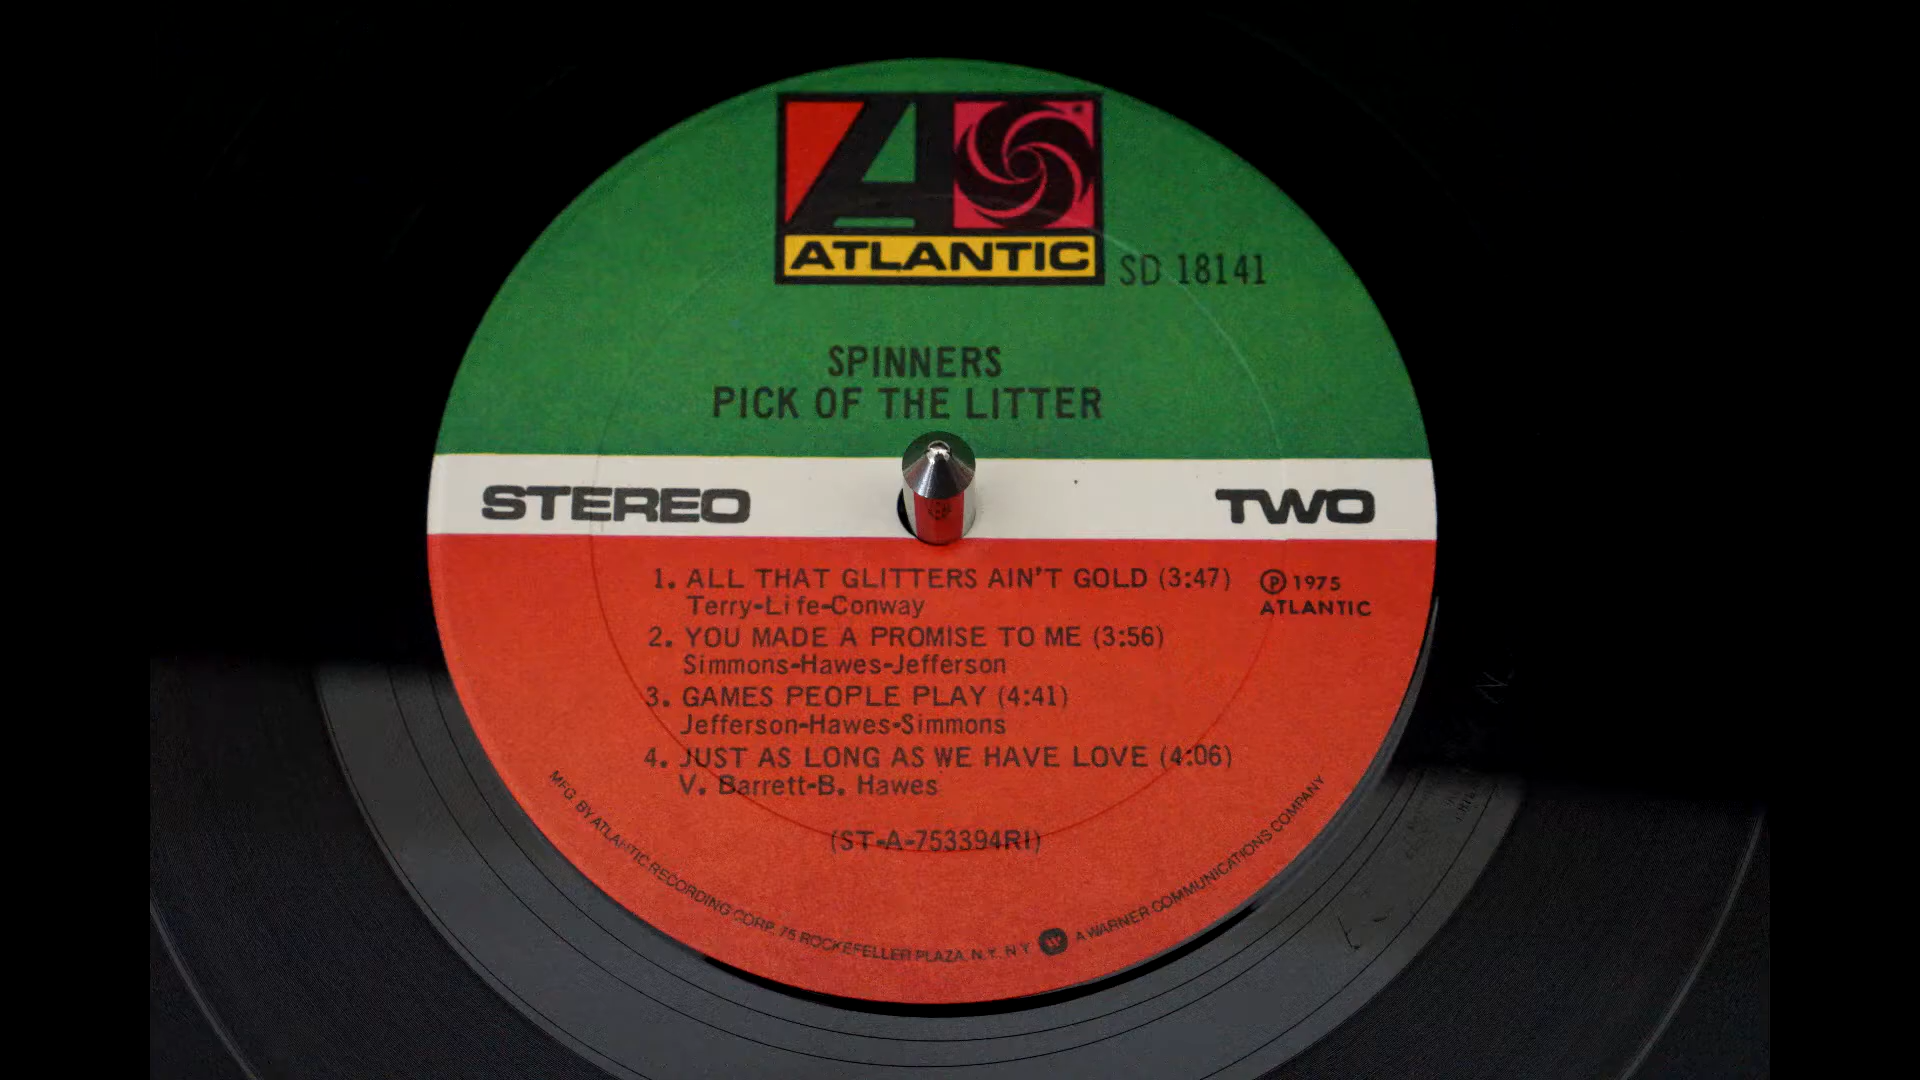 ATLANTIC
SD 18141
SPINNERS
PICK OF THE LITTER
STEREO
TWO
1. ALL THAT GLITTERS AIN'T GOLD (3:47)
Terry-Life-Conway
2. YOU MADE A PROMISE TO ME (3:56)
Simmons-Hawes-Jefferson
3. GAMES PEOPLE PLAY (4:41)
Jefferson-Hawes-Simmons
4. JUST AS LONG AS WE HAVE LOVE (4:06)
V. Barrett-B. Hawes
℗ 1975
ATLANTIC
(ST-A-753394RI)
MFG. BY ATLANTIC RECORDING CORP. 75 ROCKEFELLER PLAZA, N.Y. N.Y. A WARNER COMMUNICATIONS COMPANY